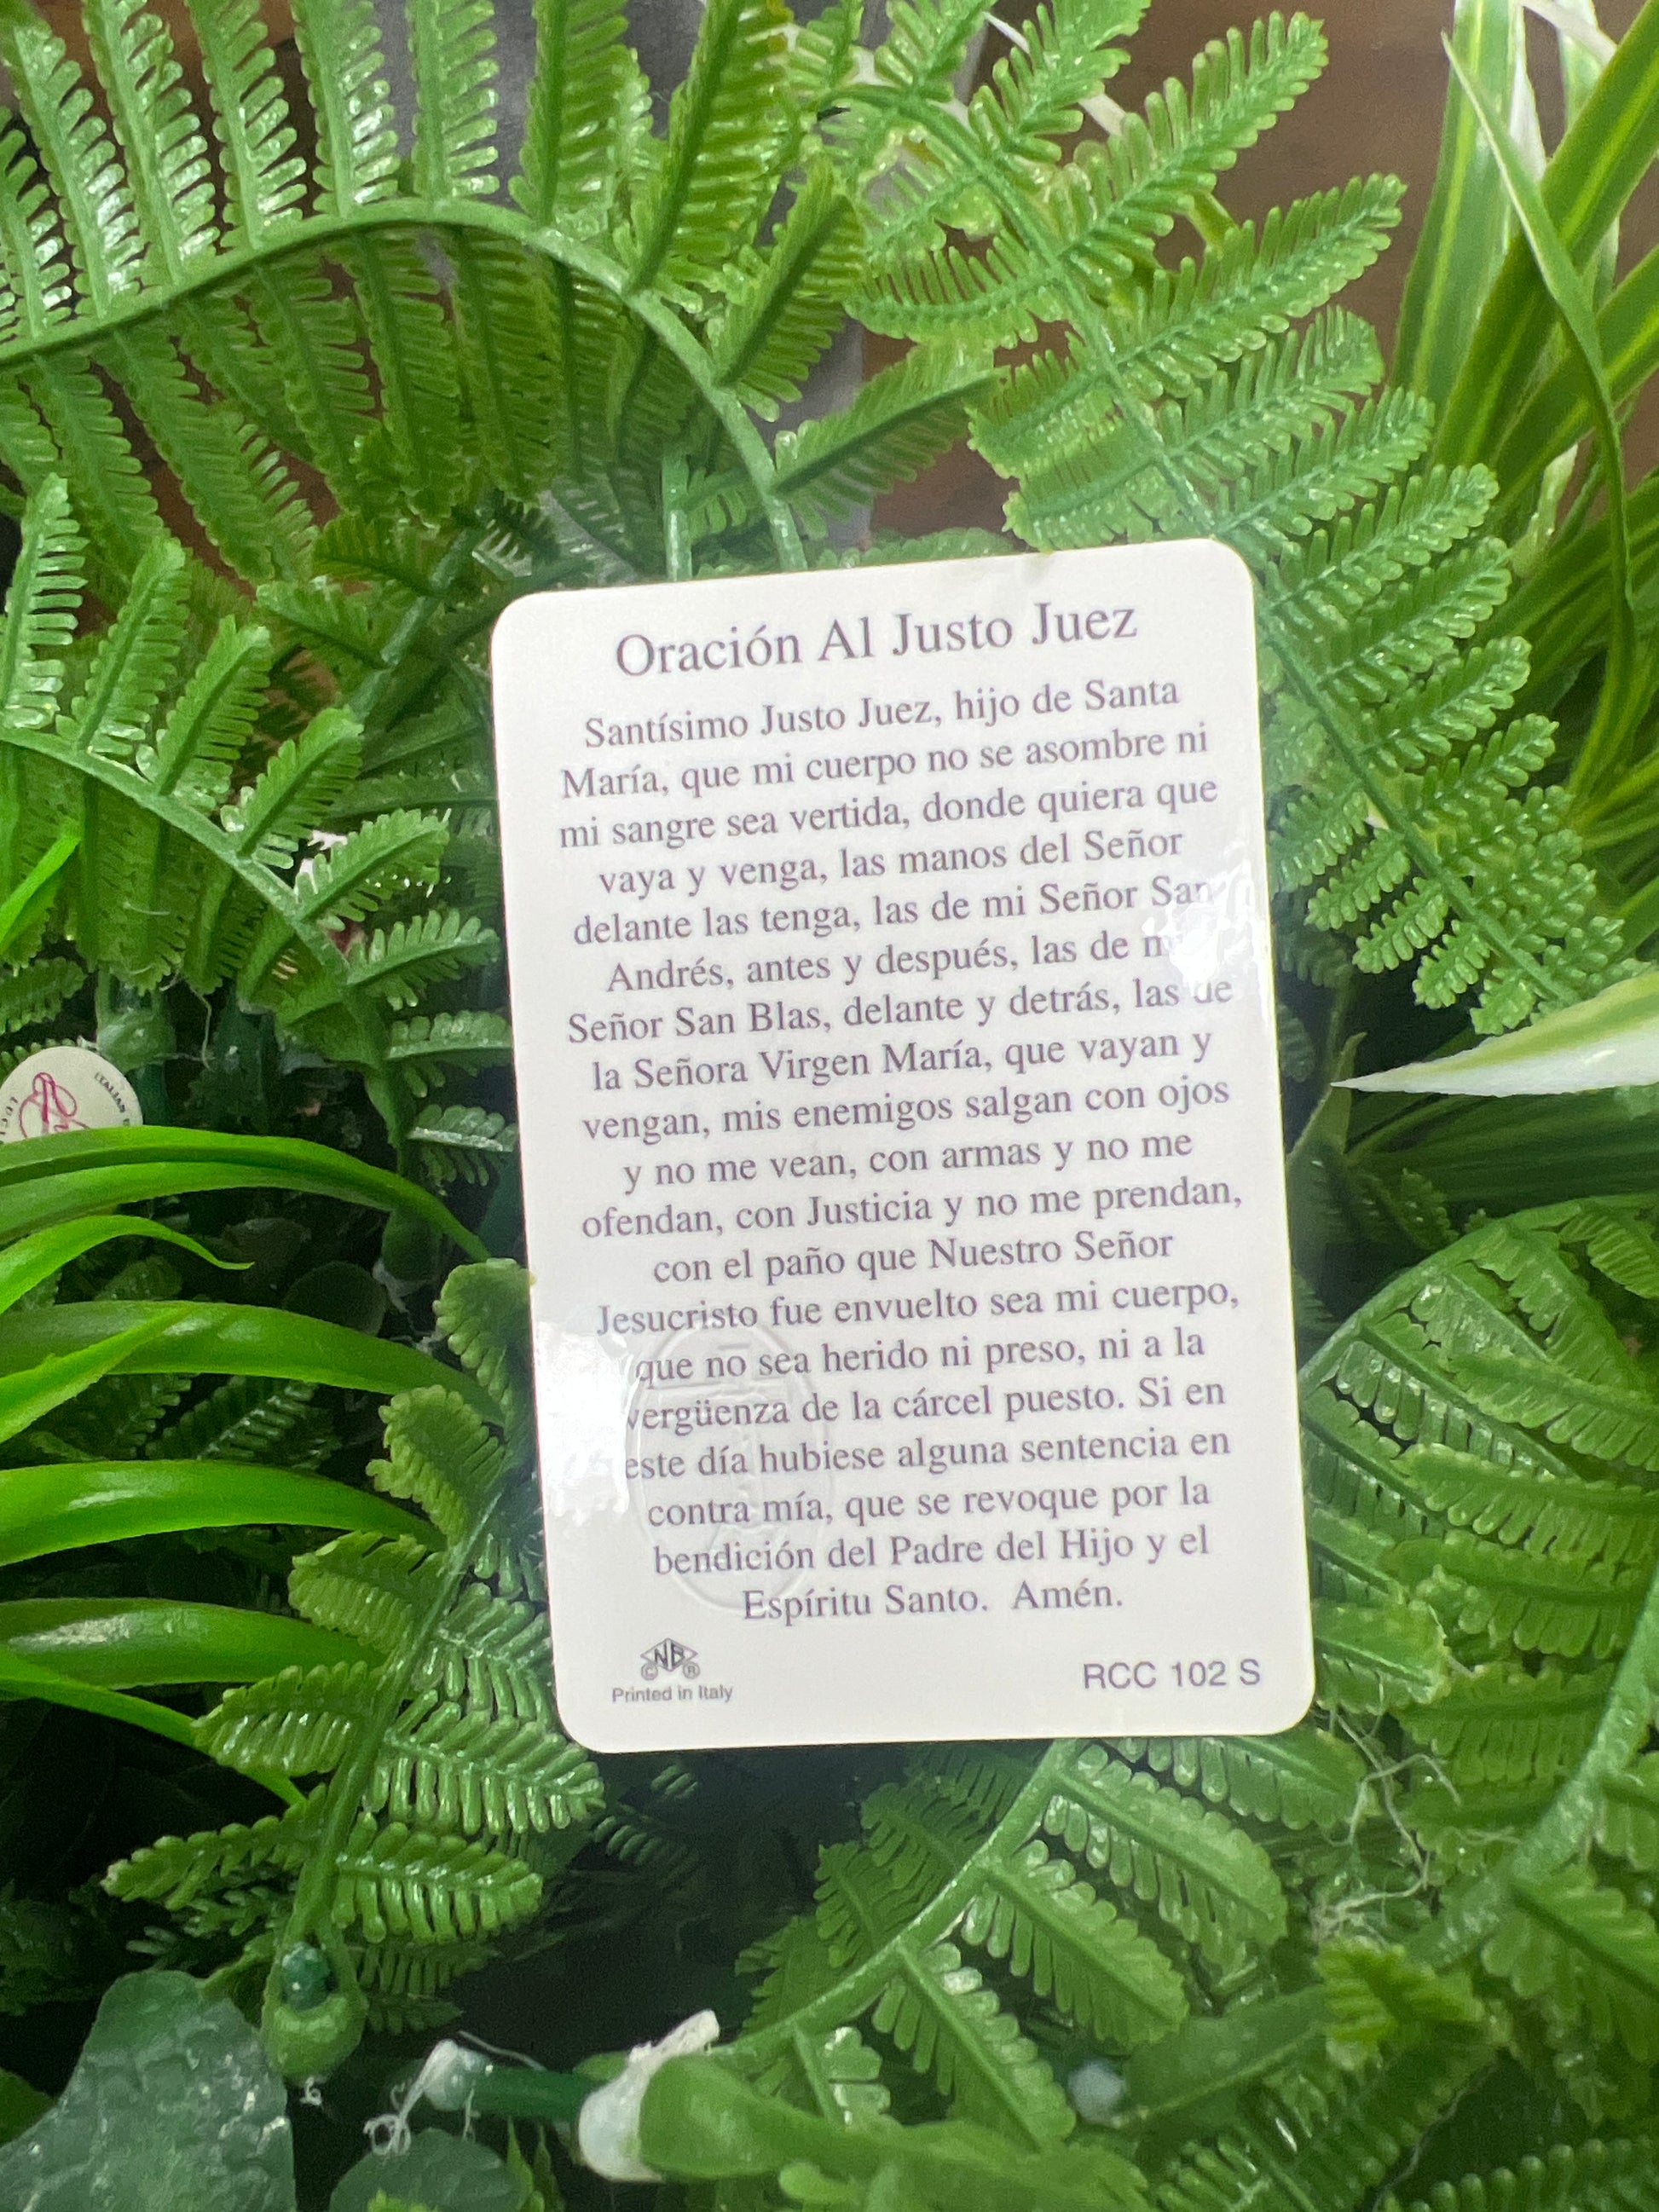 Oración Al Justo Juez
Santísimo Justo Juez, hijo de Santa
María, que mi cuerpo no se asombre ni
mi sangre sea vertida, donde quiera que
vaya y venga, las manos del Señor
delante las tenga, las de mi Señor San
Andrés, antes y después, las de
Señor San Blas, delante y detrás, las de
la Señora Virgen María, que vayan y
vengan, mis enemigos salgan con ojos
y no me vean, con armas y no me
ofendan, con Justicia y no me prendan,
con el paño que Nuestro Señor
Jesucristo fue envuelto sea mi cuerpo,
que no sea herido ni preso, ni a la
vergüenza de la cárcel puesto. Si en
este día hubiese alguna sentencia en
contra mía, que se revoque por la
bendición del Padre del Hijo y el
Espíritu Santo. Amén.
NB
Printed in Italy
RCC 102 S
ITALIAN